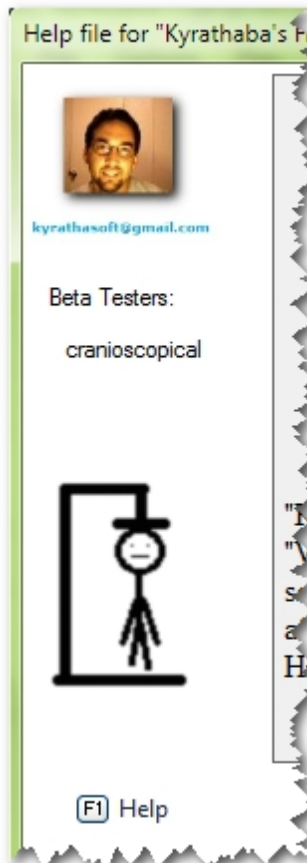 Help file for "Kyrathaba's
kyrathasoft@gmail.com
Beta Testers:
cranioscopical
F1 Help